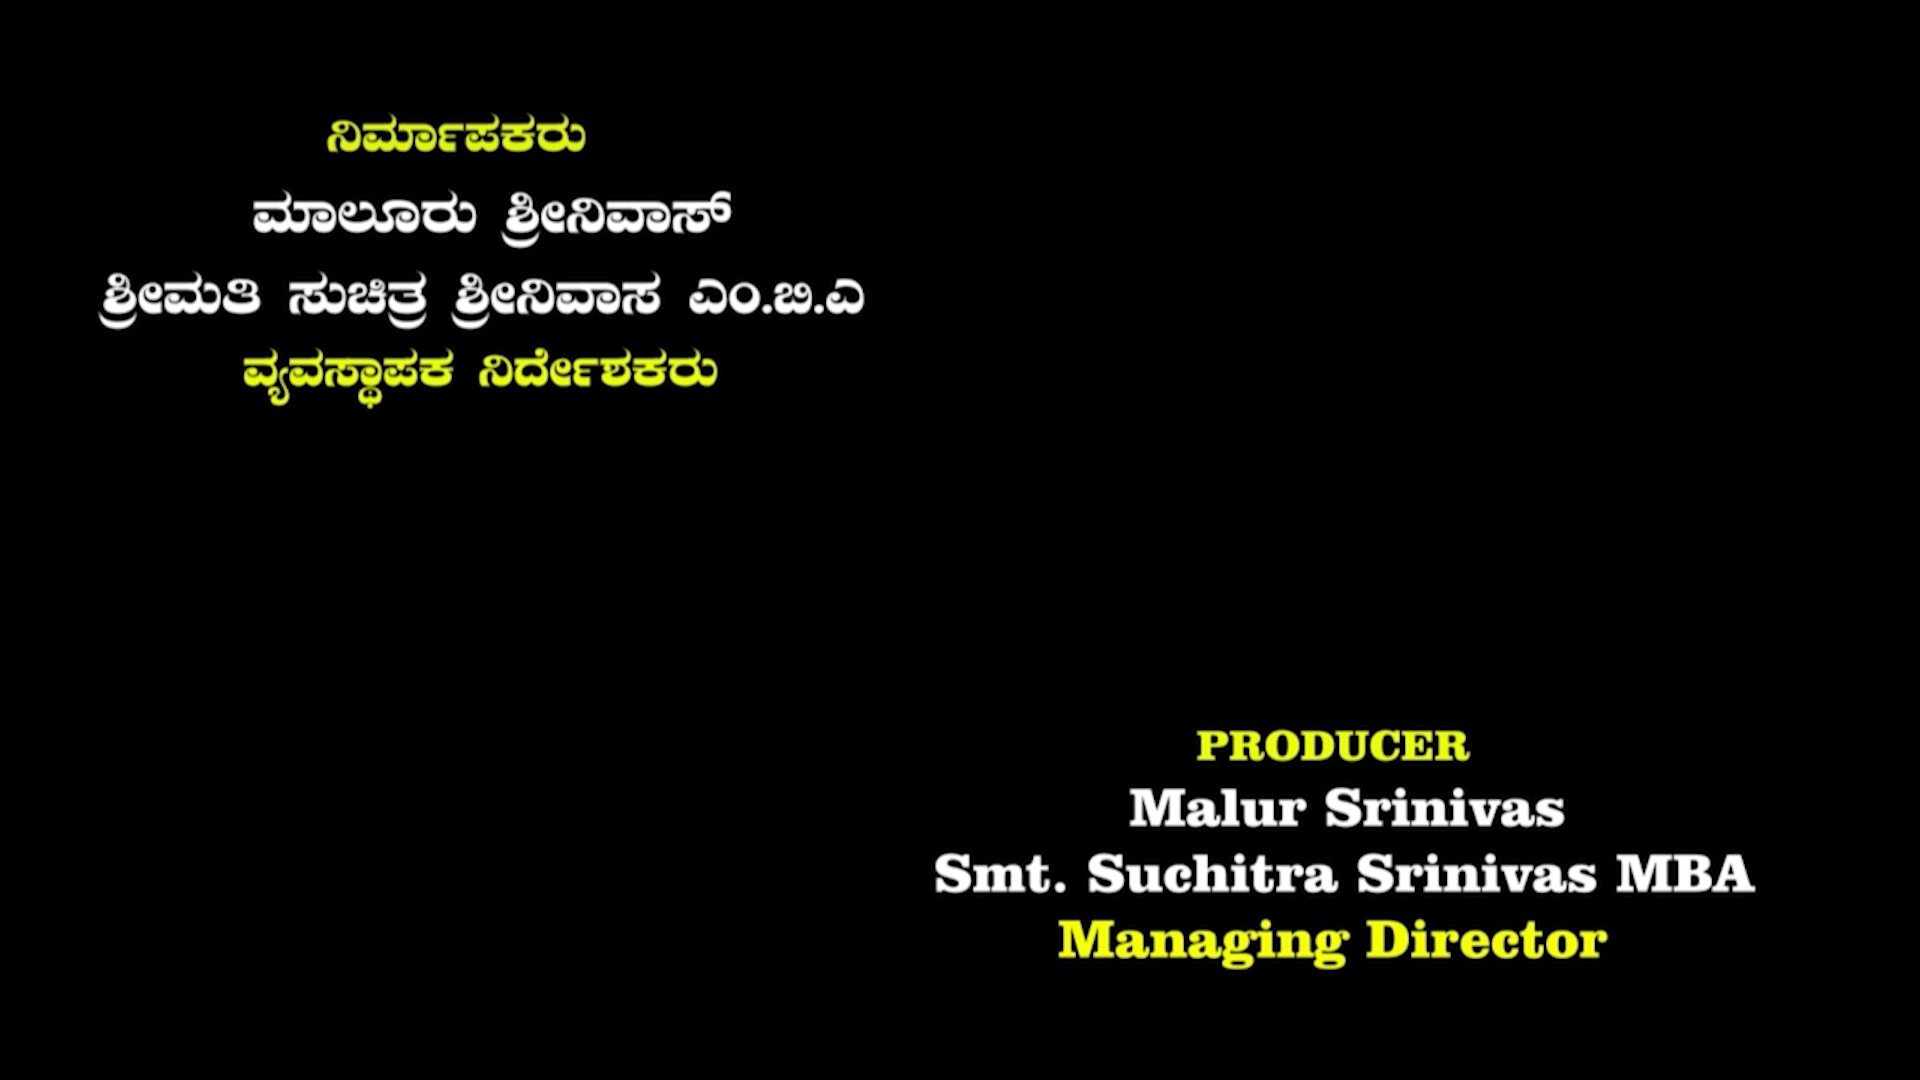 ನಿರ್ಮಾಪಕರು
ಮಾಲೂರು ಶ್ರೀನಿವಾಸ್
ಶ್ರೀಮತಿ ಸುಚಿತ್ರ ಶ್ರೀನಿವಾಸ ಎಂ.ಬಿ.ಎ
ವ್ಯವಸ್ಥಾಪಕ ನಿರ್ದೇಶಕರು
PRODUCER
Malur Srinivas
Smt. Suchitra Srinivas MBA
Managing Director